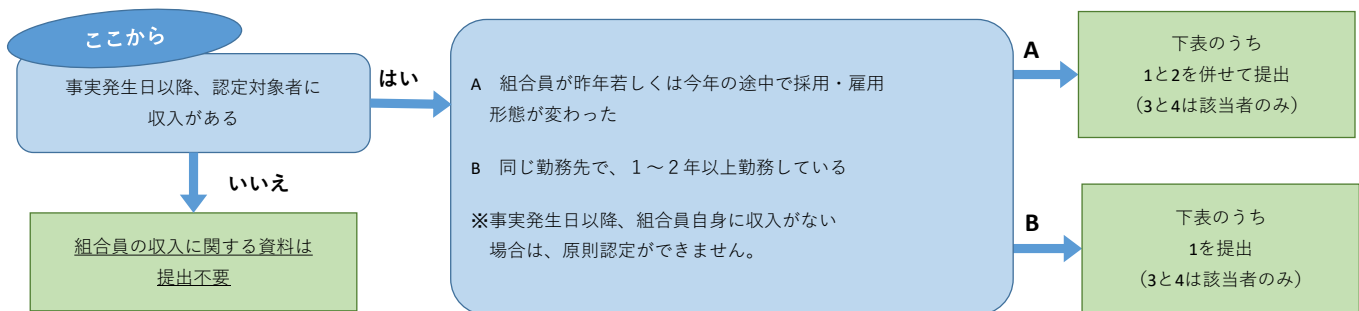 ここから
事実発生日以降、認定対象者に
収入がある
はい
いいえ
組合員の収入に関する資料は
提出不要
A 組合員が昨年若しくは今年の途中で採用・雇用
形態が変わった
B 同じ勤務先で、１～２年以上勤務している
※事実発生日以降、組合員自身に収入がない
場合は、原則認定ができません。
A
下表のうち
1と2を併せて提出
（3と4は該当者のみ）
B
下表のうち
1を提出
（3と4は該当者のみ）